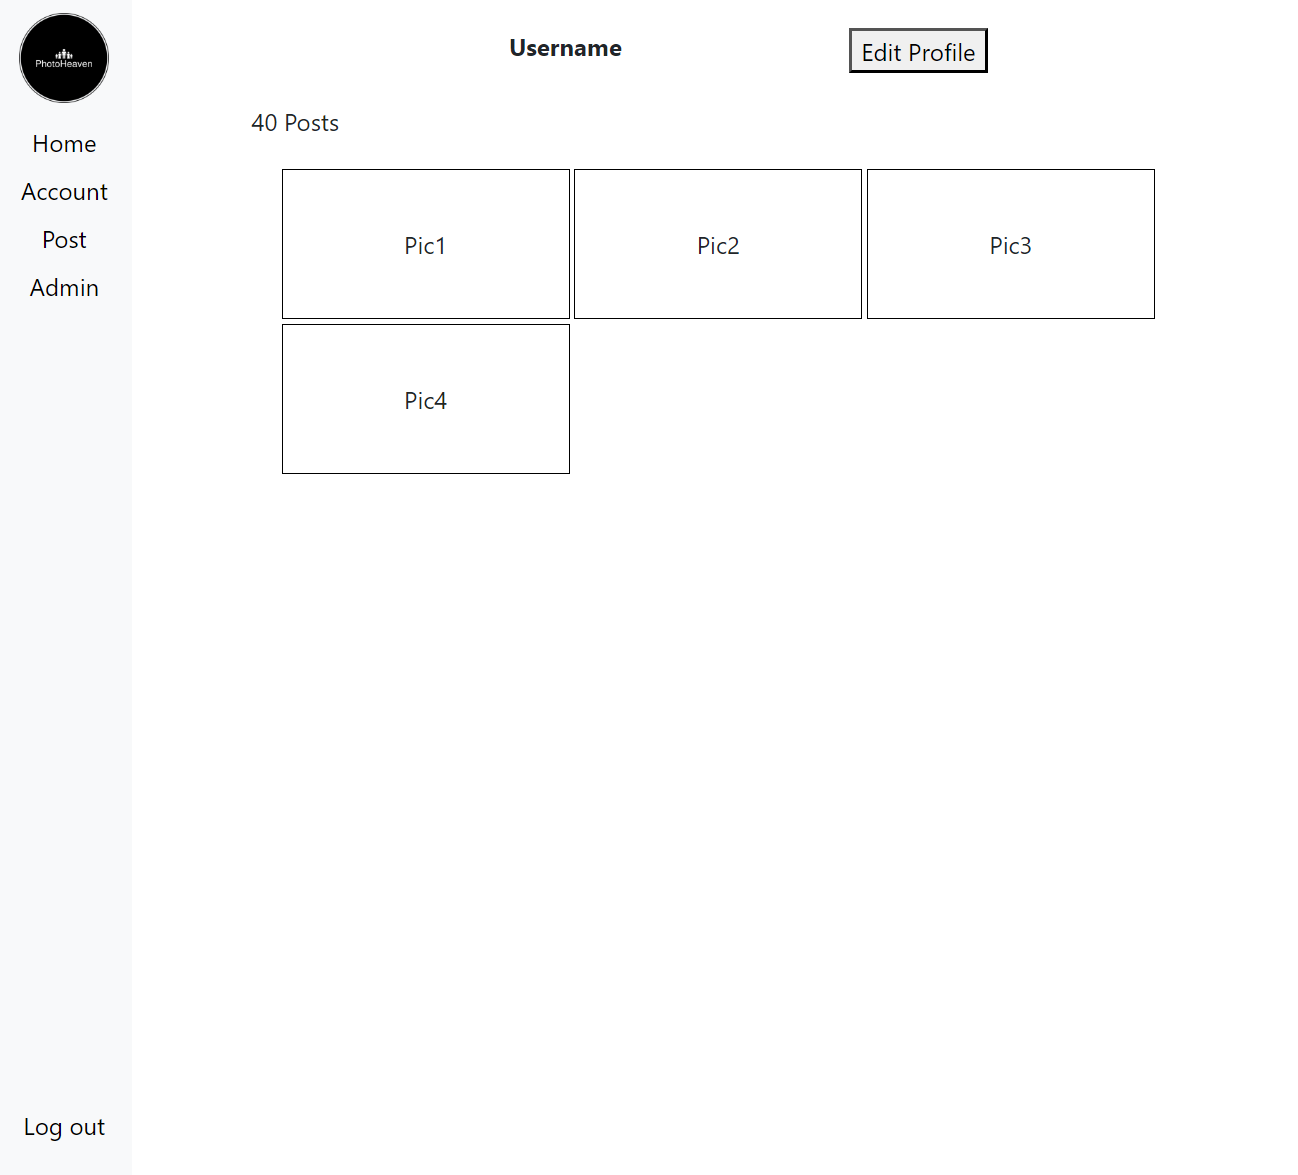 PhotoHeaven
Home
Account
Post
Admin
Log out
Username
Edit Profile
40 Posts
Pic1
Pic2
Pic3
Pic4